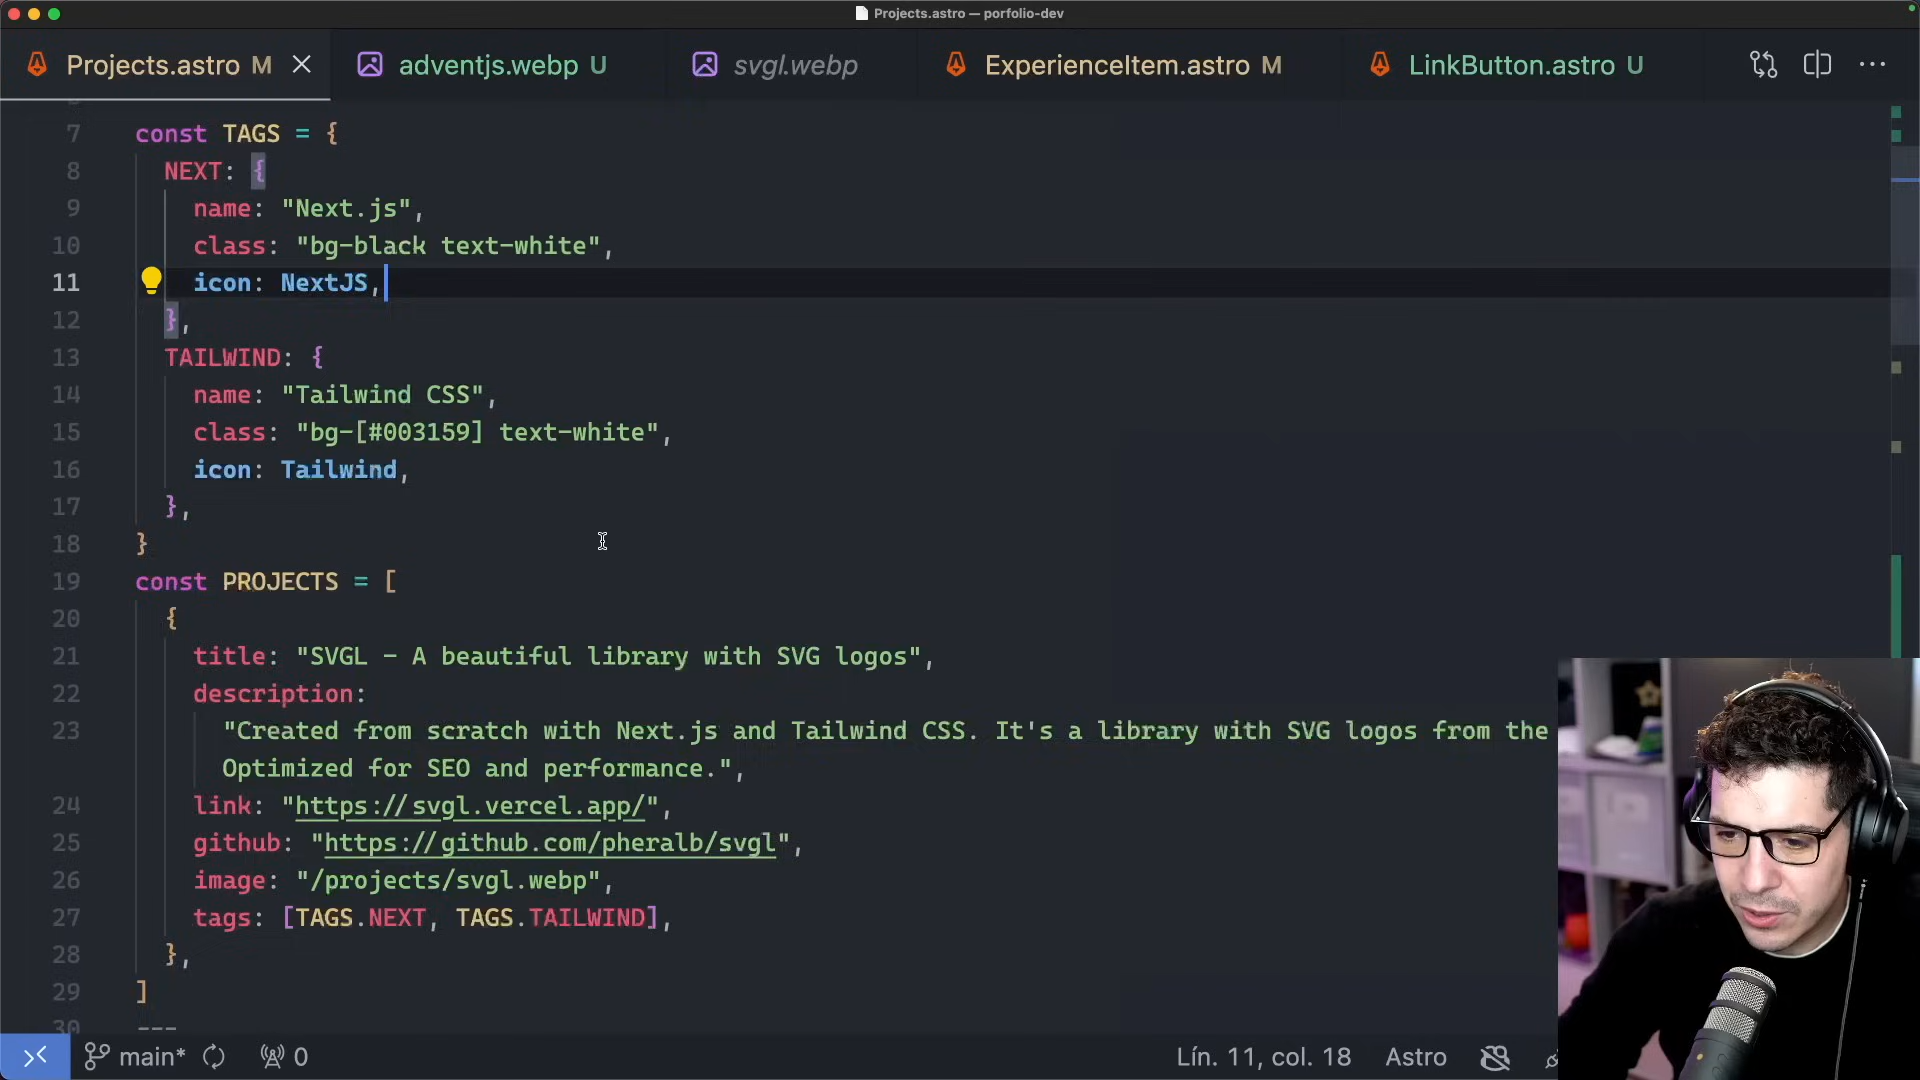 Projects.astro — porfolio-dev
Projects.astro M adventjs.webp U svgl.webp ExperienceItem.astro M LinkButton.astro U
7 const TAGS = {
8 NEXT: {
9 name: "Next.js",
10 class: "bg-black text-white",
11 icon: NextJS,
12 },
13 TAILWIND: {
14 name: "Tailwind CSS",
15 class: "bg-[#003159] text-white",
16 icon: Tailwind,
17 },
18 }
19 const PROJECTS = [
20 {
21 title: "SVGL - A beautiful library with SVG logos",
22 description:
23 "Created from scratch with Next.js and Tailwind CSS. It's a library with SVG logos from the
Optimized for SEO and performance.",
24 link: "https://svgl.vercel.app/",
25 github: "https://github.com/pheralb/svgl",
26 image: "/projects/svgl.webp",
27 tags: [TAGS.NEXT, TAGS.TAILWIND],
28 },
29 ]
30 ---
main* 0 Lín. 11, col. 18 Astro